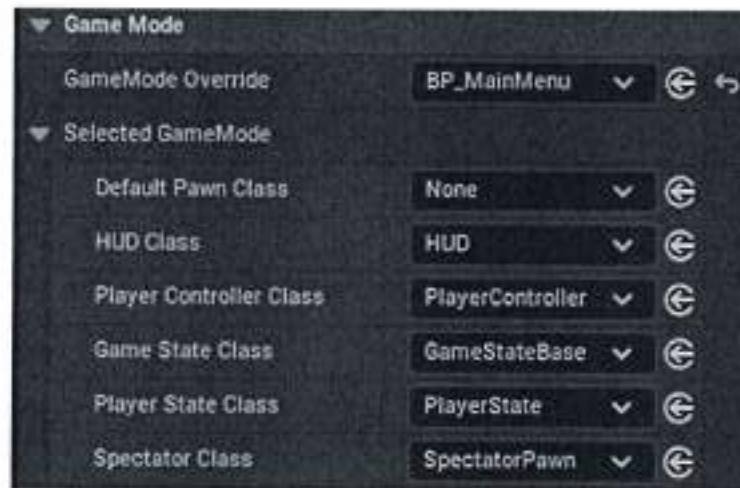 Game Mode
GameMode Override BP_MainMenu
Selected GameMode
Default Pawn Class None
HUD Class HUD
Player Controller Class PlayerController
Game State Class GameStateBase
Player State Class PlayerState
Spectator Class SpectatorPawn